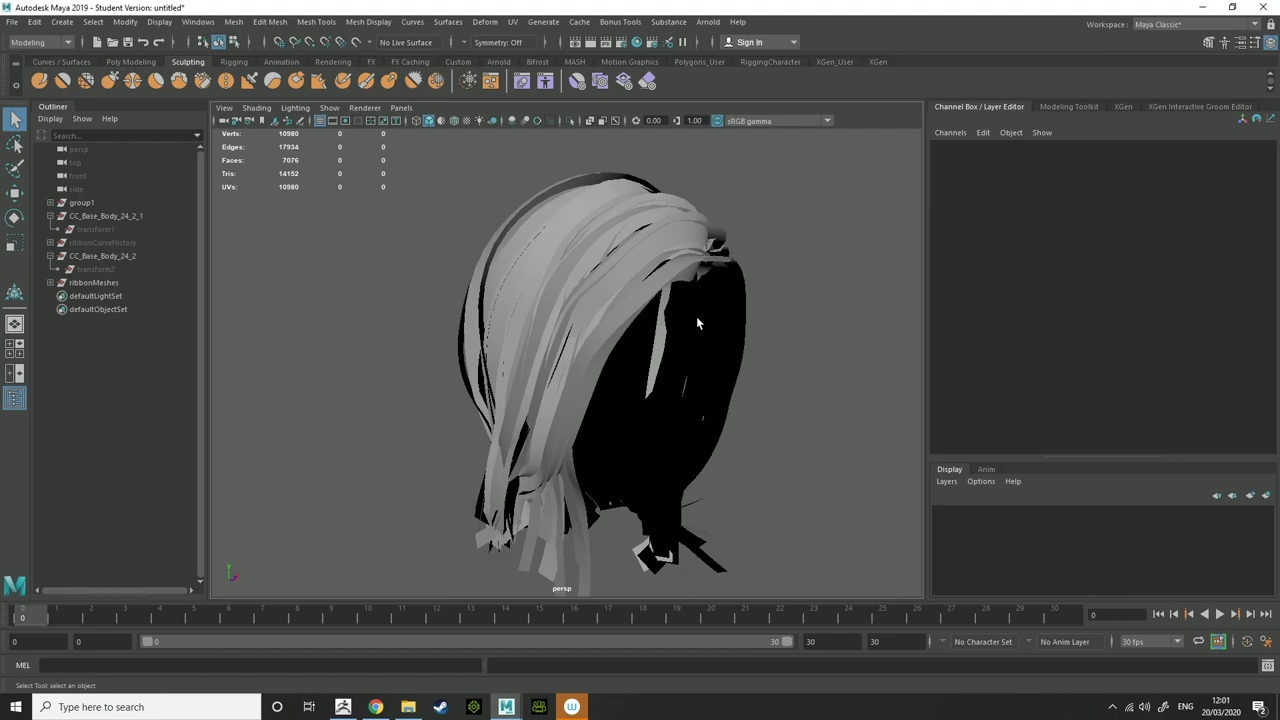 Autodesk Maya 2019 - Student Version: untitled*
File Edit Create Select Modify Display Windows Mesh Edit Mesh Mesh Tools Mesh Display Curves Surfaces Deform UV Generate Cache Bonus Tools Substance Arnold Help
Workspace : Maya Classic*
Modeling No Live Surface Symmetry: Off Sign In
Curves / Surfaces Poly Modeling Sculpting Rigging Animation Rendering FX FX Caching Custom Arnold Bifrost MASH Motion Graphics Polygons_User RiggingCharacter XGen_User XGen
Outliner
Display Show Help
Search...
persp
top
front
side
group1
CC_Base_Body_24_2_1
transform1
ribbonCurveHistory
CC_Base_Body_24_2
transform2
ribbonMeshes
defaultLightSet
defaultObjectSet
View Shading Lighting Show Renderer Panels
0.00 1.00 sRGB gamma
Verts: 10980 0 0
Edges: 17934 0 0
Faces: 7076 0 0
Tris: 14152 0 0
UVs: 10980 0 0
persp
Channel Box / Layer Editor Modeling Toolkit XGen XGen Interactive Groom Editor
Channels Edit Object Show
Display Anim
Layers Options Help
0 1 2 3 4 5 6 7 8 9 10 11 12 13 14 15 16 17 18 19 20 21 22 23 24 25 26 27 28 29 30
0 0
0 0 0 30 30 30 No Character Set No Anim Layer 30 fps
MEL
Select Tool: select an object
Type here to search
ENG
12:01
20/03/2020
2